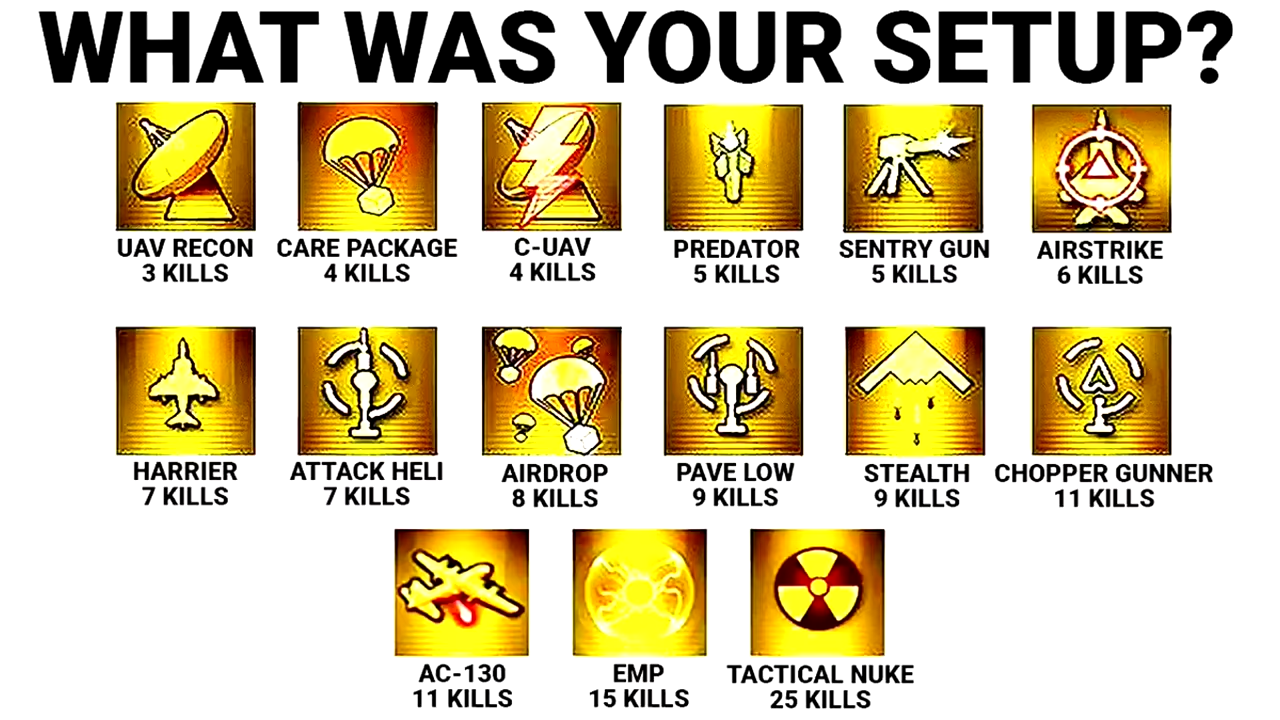 WHAT WAS YOUR SETUP?
UAV RECON CARE PACKAGE C-UAV PREDATOR SENTRY GUN AIRSTRIKE
3 KILLS 4 KILLS 4 KILLS 5 KILLS 5 KILLS 6 KILLS
HARRIER ATTACK HELI AIRDROP PAVE LOW STEALTH CHOPPER GUNNER
7 KILLS 7 KILLS 8 KILLS 9 KILLS 9 KILLS 11 KILLS
AC-130 EMP TACTICAL NUKE
11 KILLS 15 KILLS 25 KILLS